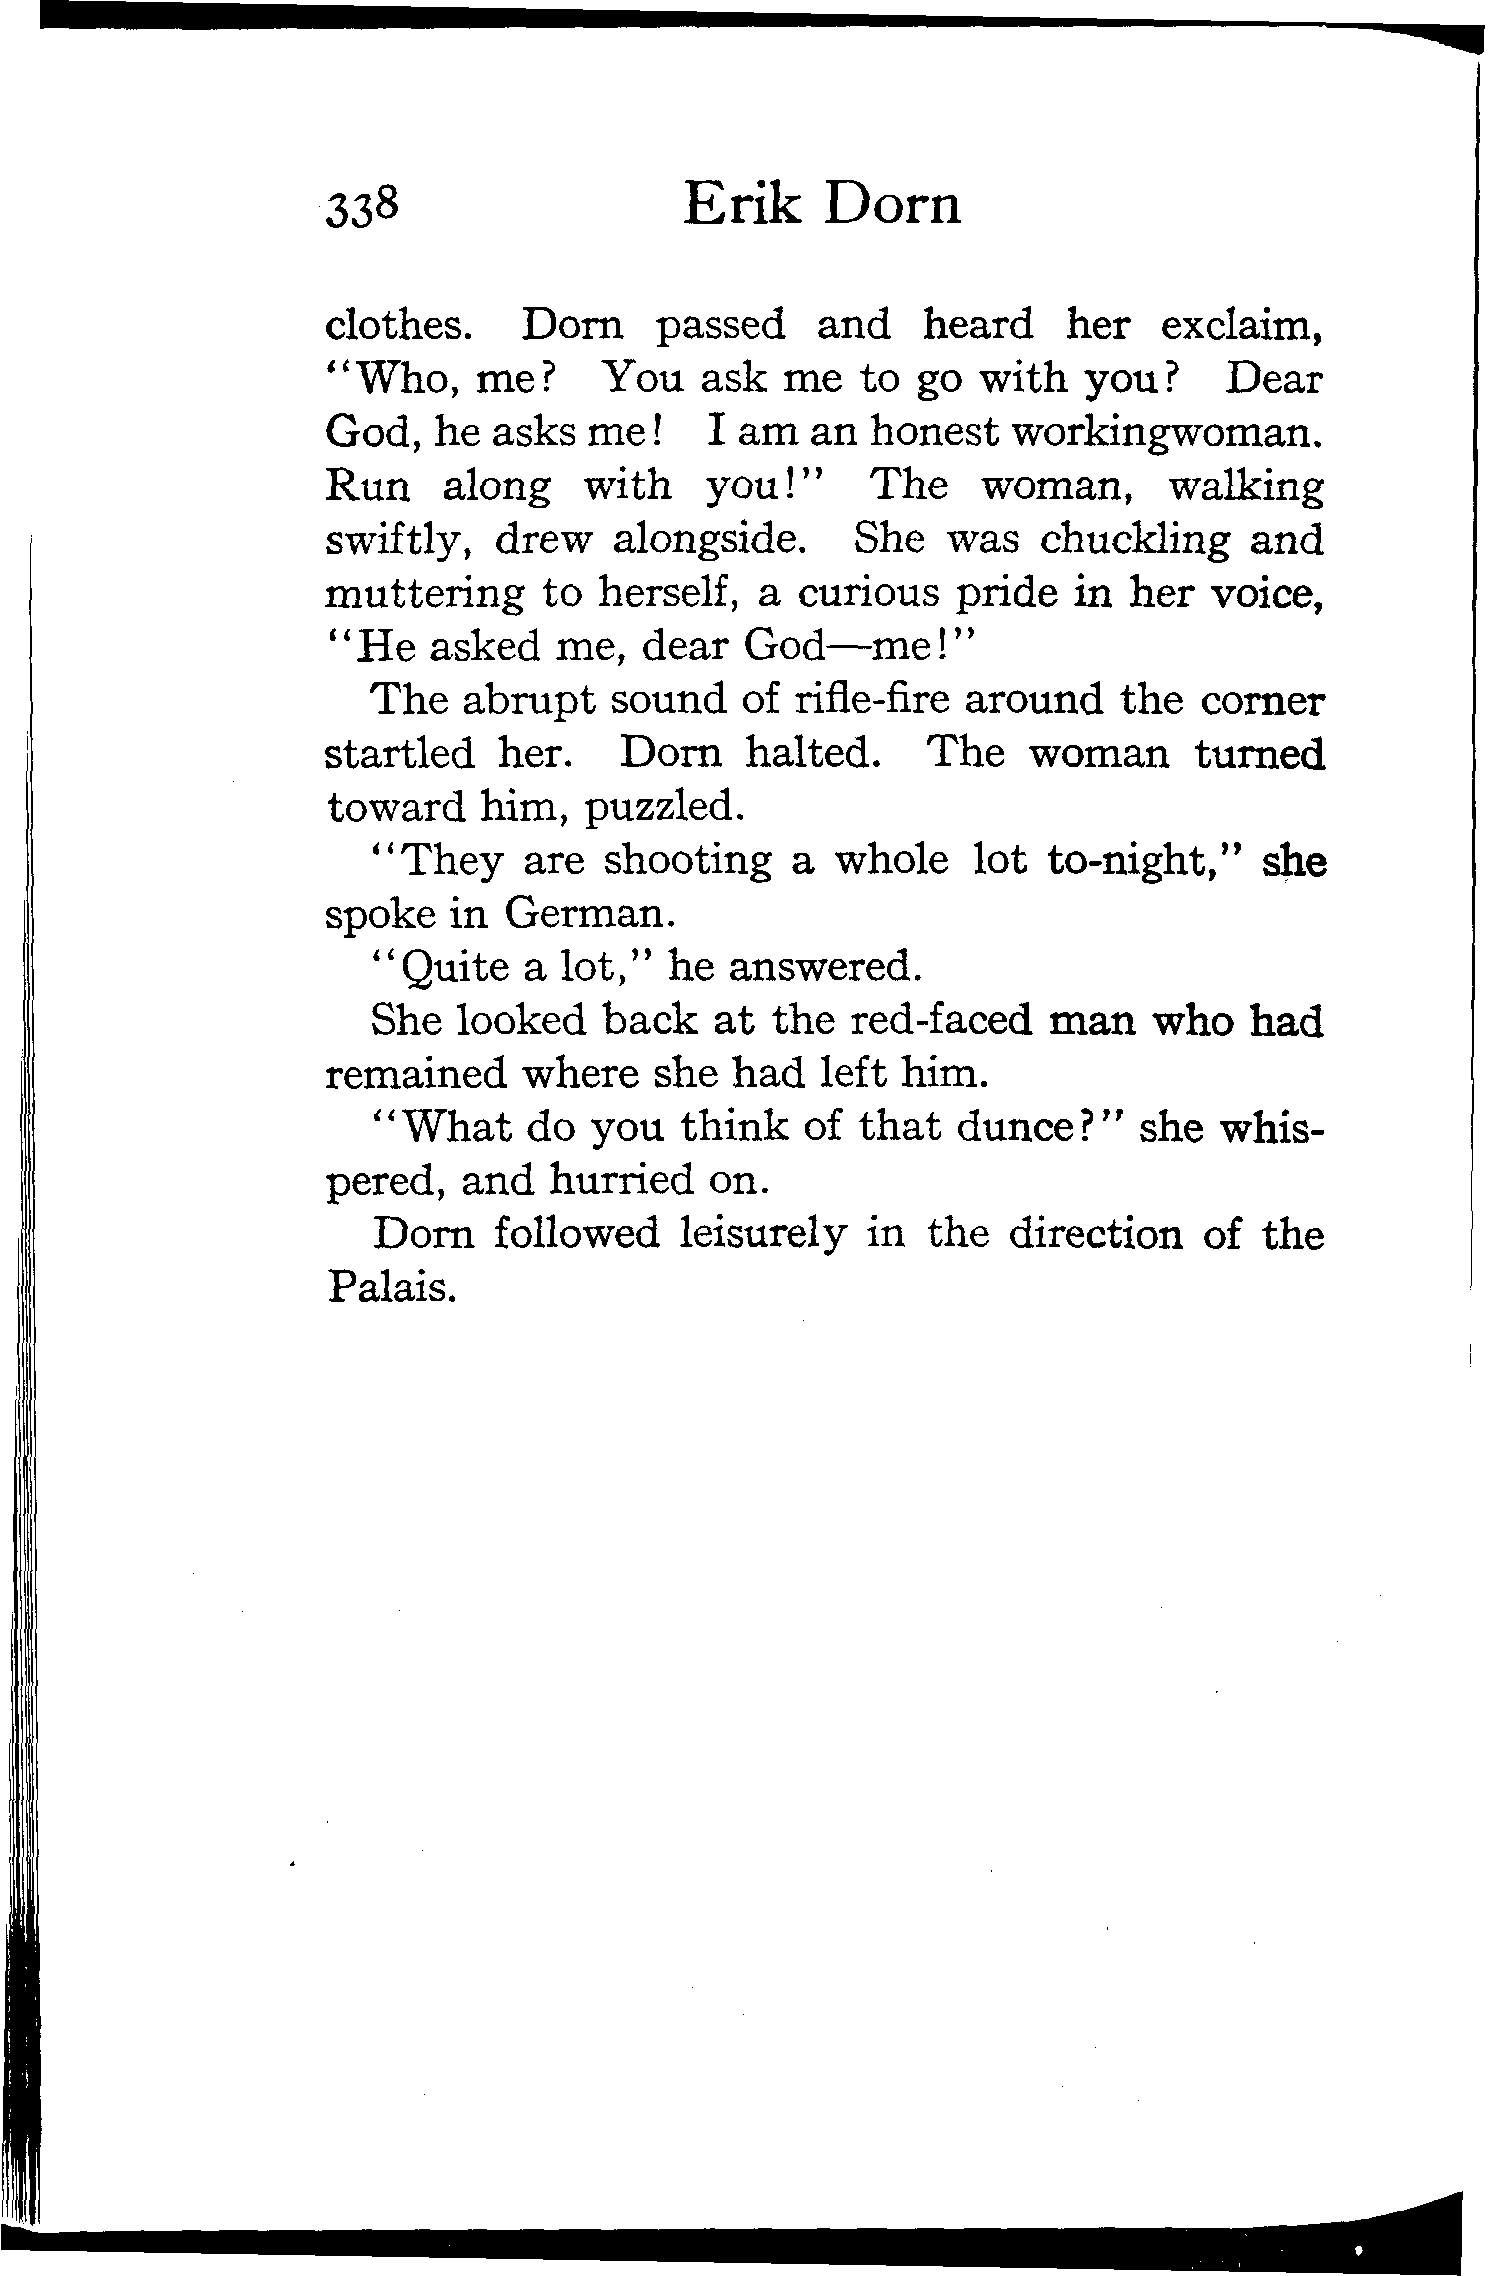 338 Erik Dorn
clothes. Dorn passed and heard her exclaim,
"Who, me? You ask me to go with you? Dear
God, he asks me! I am an honest workingwoman.
Run along with you!" The woman, walking
swiftly, drew alongside. She was chuckling and
muttering to herself, a curious pride in her voice,
"He asked me, dear God—me!"
The abrupt sound of rifle-fire around the corner
startled her. Dorn halted. The woman turned
toward him, puzzled.
"They are shooting a whole lot to-night," she
spoke in German.
"Quite a lot," he answered.
She looked back at the red-faced man who had
remained where she had left him.
"What do you think of that dunce?" she whis-
pered, and hurried on.
Dorn followed leisurely in the direction of the
Palais.